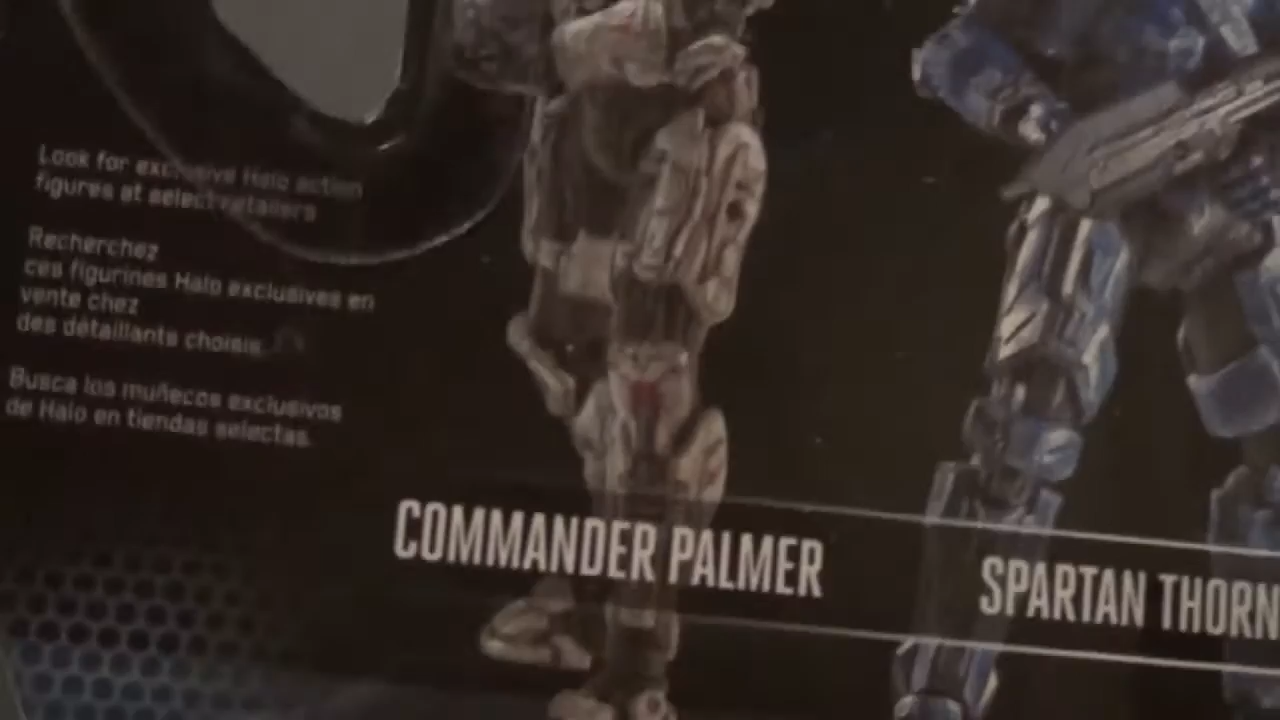 Look for exclusive Halo action
figures at select retailers
Recherchez
ces figurines Halo exclusives en
vente chez
des détaillants choisis
Busca los muñecos exclusivos
de Halo en tiendas selectas
COMMANDER PALMER
SPARTAN THORN